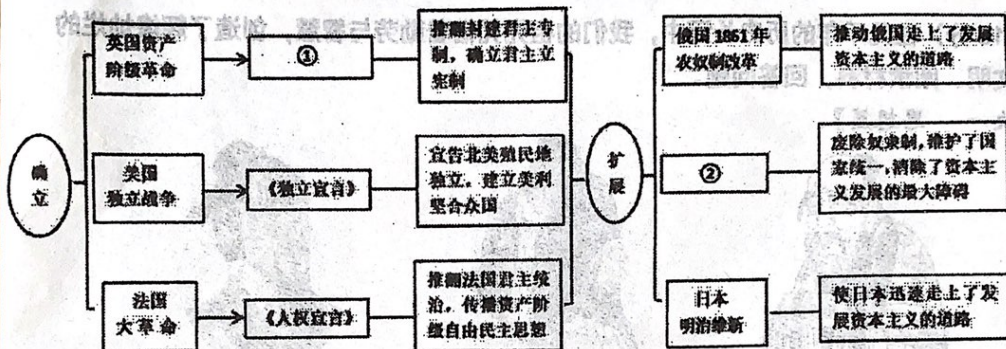 英国资产
阶级革命
①
推翻封建君主专
制，确立君主立
宪制
确
立
美国
独立战争
《独立宣言》
宣告北美殖民地
独立，建立美利
坚合众国
法国
大革命
《人权宣言》
推翻法国君主统
治，传播资产阶
级自由民主思想
扩
展
俄国1861年
农奴制改革
推动俄国走上了发展
资本主义的道路
②
废除奴隶制，维护了国
家统一，清除了资本主
义发展的最大障碍
日本
明治维新
使日本迅速走上了发
展资本主义的道路